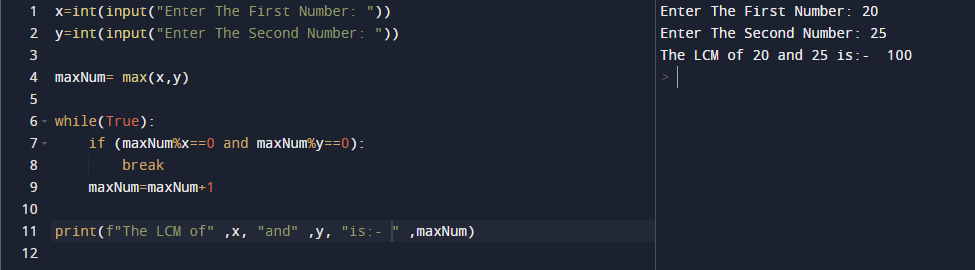 1 x=int(input("Enter The First Number: "))
2 y=int(input("Enter The Second Number: "))
3
4 maxNum= max(x,y)
5
6 while(True):
7     if (maxNum%x==0 and maxNum%y==0):
8         break
9     maxNum=maxNum+1
10
11 print(f"The LCM of" ,x, "and" ,y, "is:- " ,maxNum)
12
Enter The First Number: 20
Enter The Second Number: 25
The LCM of 20 and 25 is:-  100
>